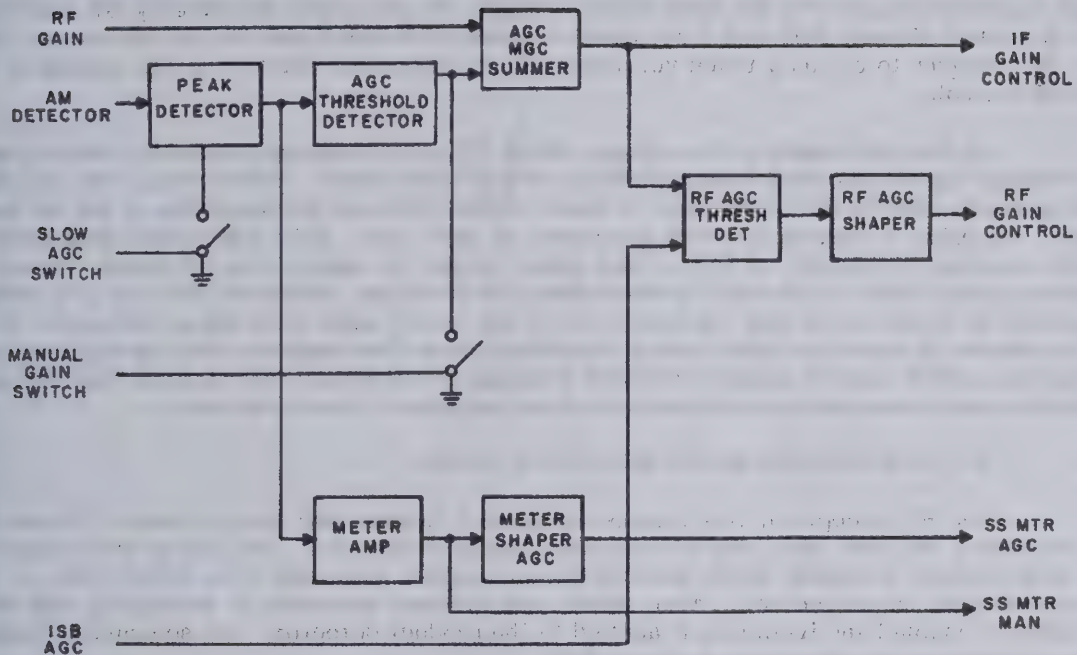 RF
GAIN
AGC
MGC
SUMMER
IF
GAIN
CONTROL
AM
DETECTOR
PEAK
DETECTOR
AGC
THRESHOLD
DETECTOR
RF AGC
THRESH
DET
RF AGC
SHAPER
RF
GAIN
CONTROL
SLOW
AGC
SWITCH
MANUAL
GAIN
SWITCH
METER
AMP
METER
SHAPER
AGC
SS MTR
AGC
SS MTR
MAN
ISB
AGC